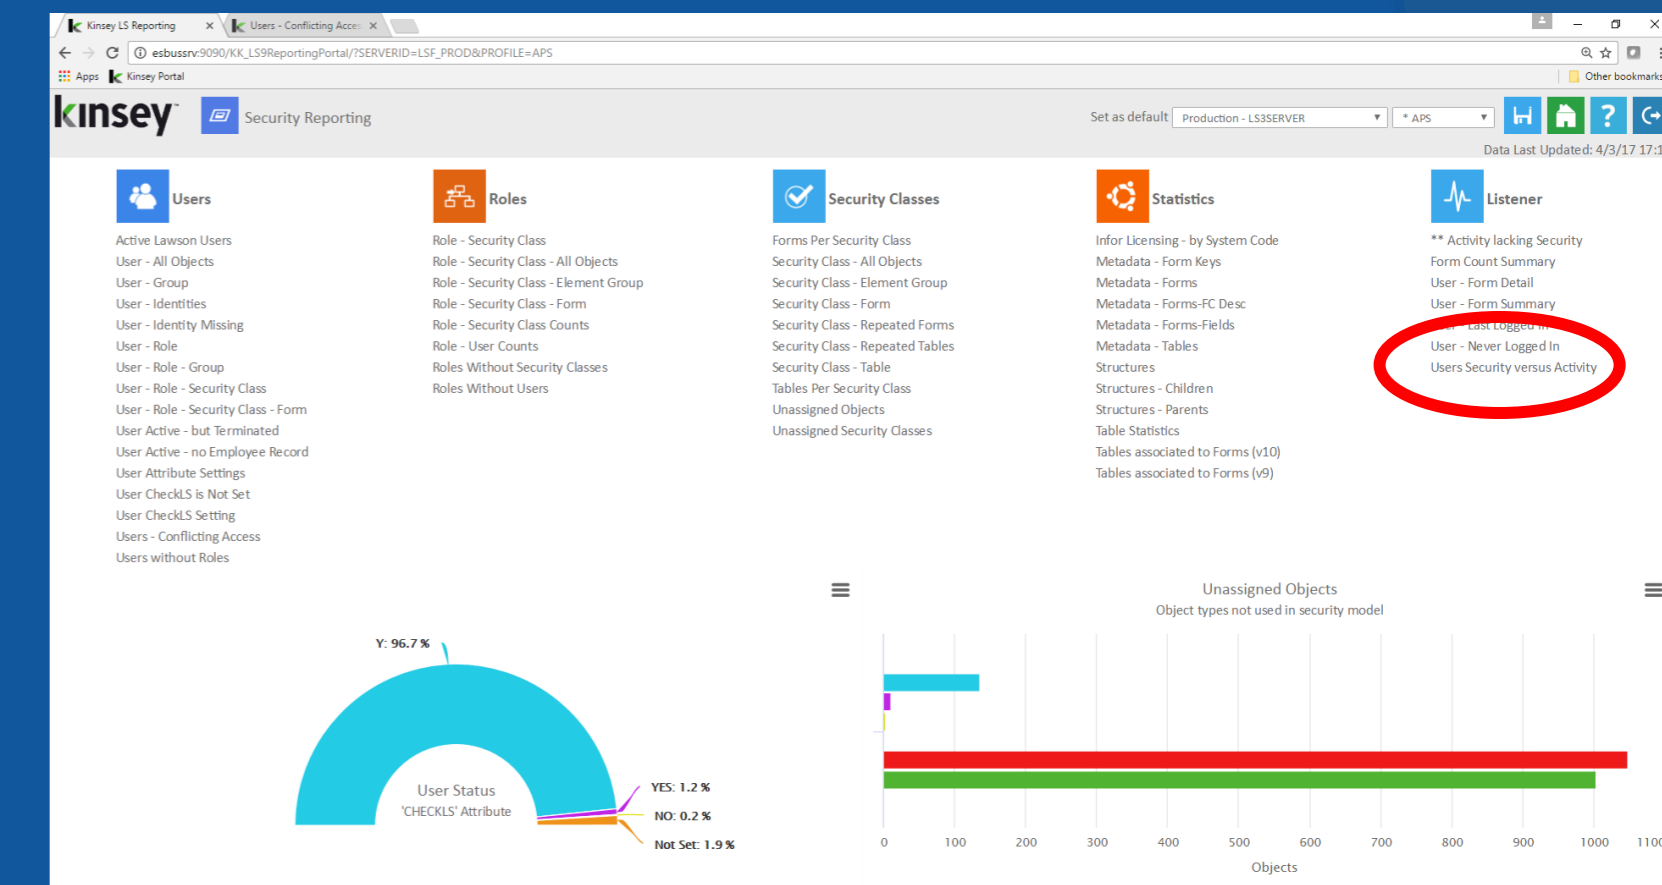 Kinsey LS Reporting
Users - Conflicting Acces
esbussrv:9090/KK_LS9ReportingPortal/?SERVERID=LSF_PROD&PROFILE=APS
Apps Kinsey Portal Other bookmarks
kinsey Security Reporting Set as default Production - LS3SERVER * APS ?
Data Last Updated: 4/3/17 17:1
Users
Active Lawson Users
User - All Objects
User - Group
User - Identities
User - Identity Missing
User - Role
User - Role - Group
User - Role - Security Class
User - Role - Security Class - Form
User Active - but Terminated
User Active - no Employee Record
User Attribute Settings
User CheckLS is Not Set
User CheckLS Setting
Users - Conflicting Access
Users without Roles
Roles
Role - Security Class
Role - Security Class - All Objects
Role - Security Class - Element Group
Role - Security Class - Form
Role - Security Class Counts
Role - User Counts
Roles Without Security Classes
Roles Without Users
Security Classes
Forms Per Security Class
Security Class - All Objects
Security Class - Element Group
Security Class - Form
Security Class - Repeated Forms
Security Class - Repeated Tables
Security Class - Table
Tables Per Security Class
Unassigned Objects
Unassigned Security Classes
Statistics
Infor Licensing - by System Code
Metadata - Form Keys
Metadata - Forms
Metadata - Forms-FC Desc
Metadata - Forms-Fields
Metadata - Tables
Structures
Structures - Children
Structures - Parents
Table Statistics
Tables associated to Forms (v10)
Tables associated to Forms (v9)
Listener
** Activity lacking Security
Form Count Summary
User - Form Detail
User - Form Summary
User - Last Logged In
User - Never Logged In
Users Security versus Activity
Y: 96.7 %
YES: 1.2 %
NO: 0.2 %
Not Set: 1.9 %
User Status
'CHECKLS' Attribute
Unassigned Objects
Object types not used in security model
0 100 200 300 400 500 600 700 800 900 1000 1100
Objects